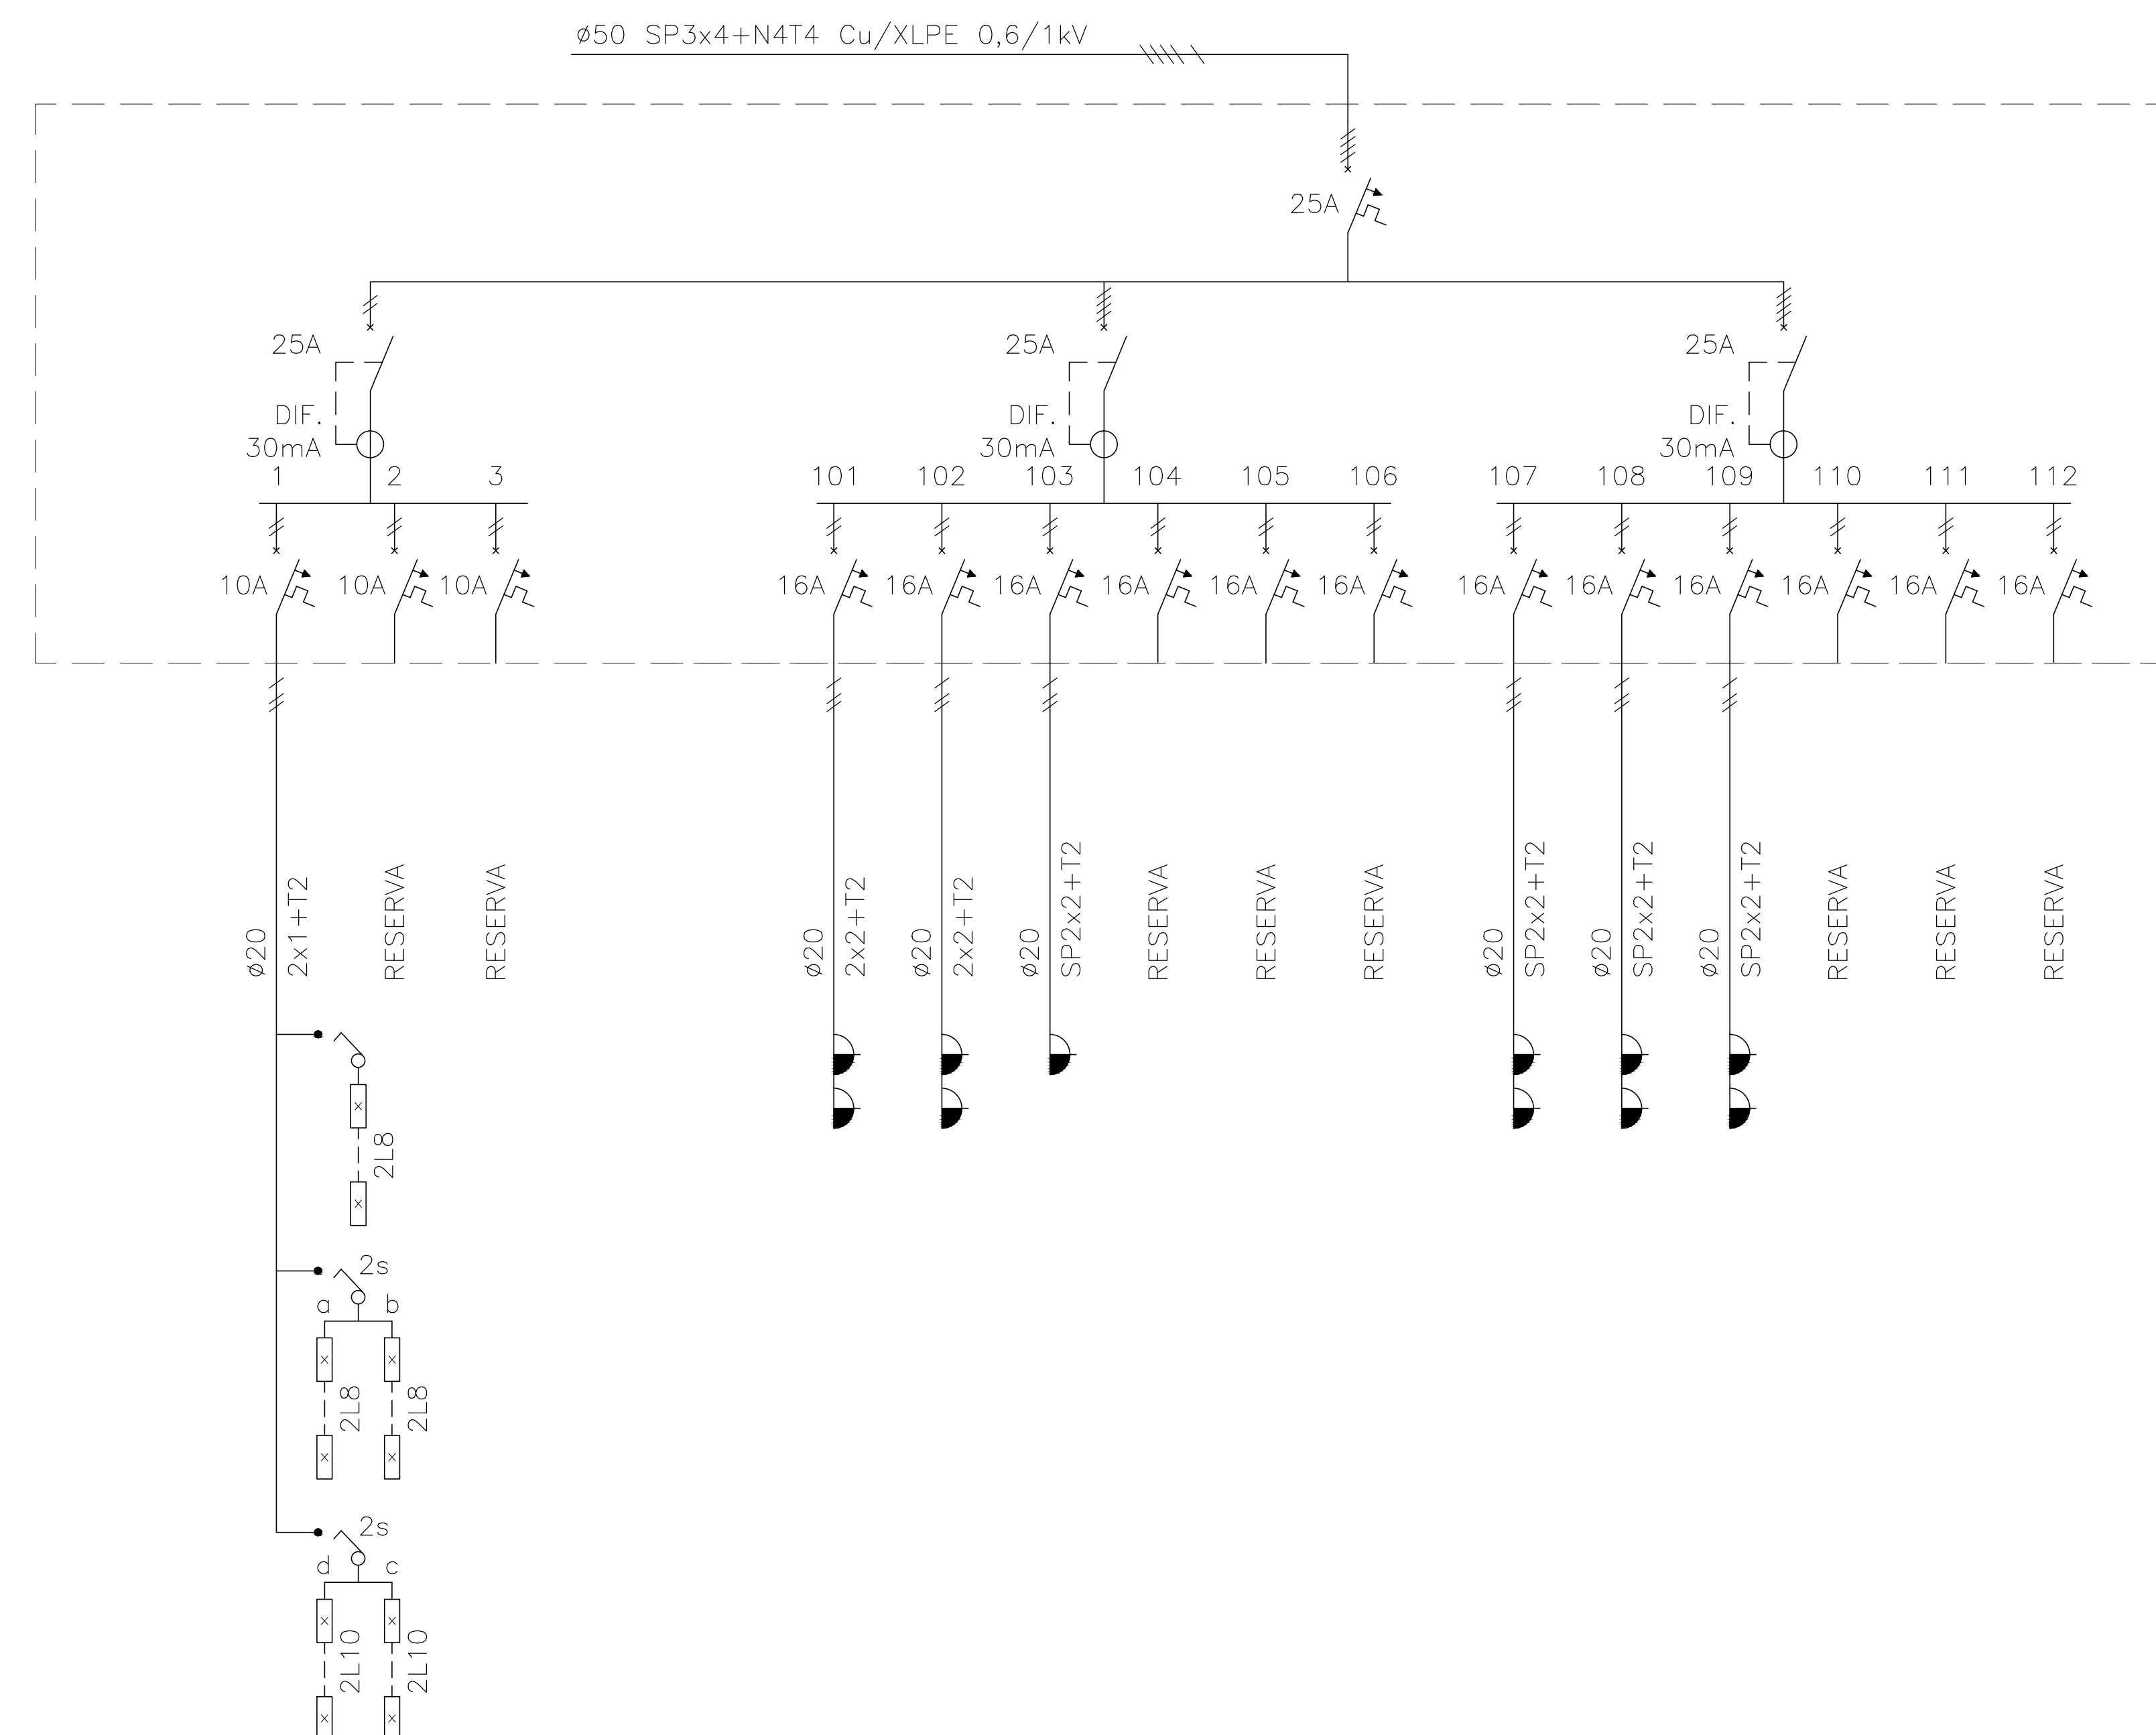 ø50 SP3x4+N4T4 Cu/XLPE 0,6/1kV
25A
25A
25A
25A
DIF.
DIF.
DIF.
30mA
30mA
30mA
1 2 3
101 102 103 104 105 106
107 108 109 110 111 112
10A 10A 10A
16A 16A 16A 16A 16A 16A
16A 16A 16A 16A 16A 16A
ø20
2x1+T2
RESERVA
RESERVA
ø20
2x2+T2
ø20
2x2+T2
ø20
SP2x2+T2
RESERVA
RESERVA
RESERVA
ø20
SP2x2+T2
ø20
SP2x2+T2
ø20
SP2x2+T2
RESERVA
RESERVA
RESERVA
2L8
2s
a b
2L8
2L8
2s
d c
2L10
2L10